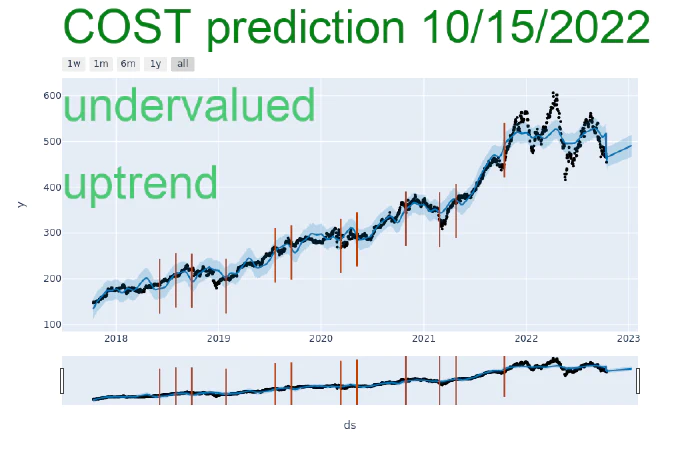 COST prediction 10/15/2022
1w 1m 6m 1y all
600
undervalued
500
400
uptrend
y
300
200
100
2018 2019 2020 2021 2022 2023
ds